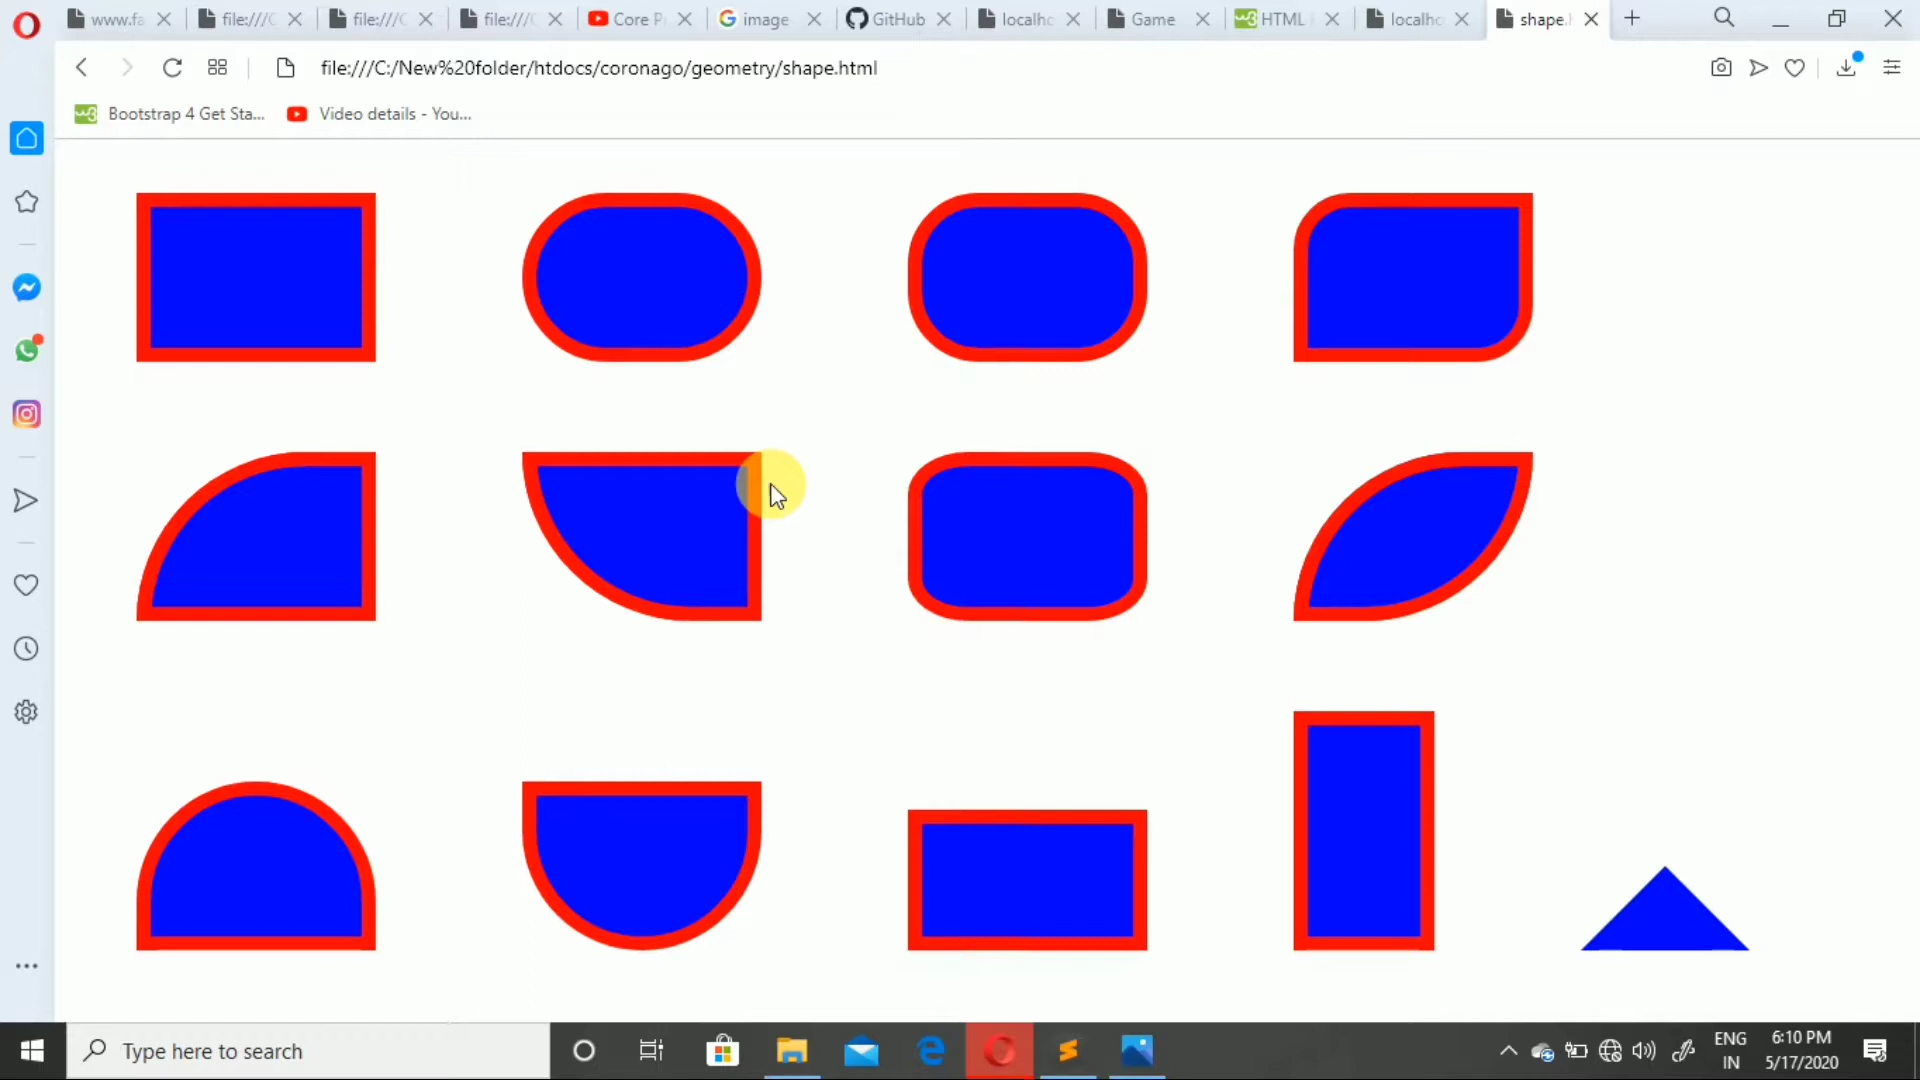 www.fa
file:///C
file:///C
file:///C
Core P
image
GitHub
localho
Game
HTML
localho
shape.h
file:///C:/New%20folder/htdocs/coronago/geometry/shape.html
Bootstrap 4 Get Sta...
Video details - You...
Type here to search
ENG
IN
6:10 PM
5/17/2020